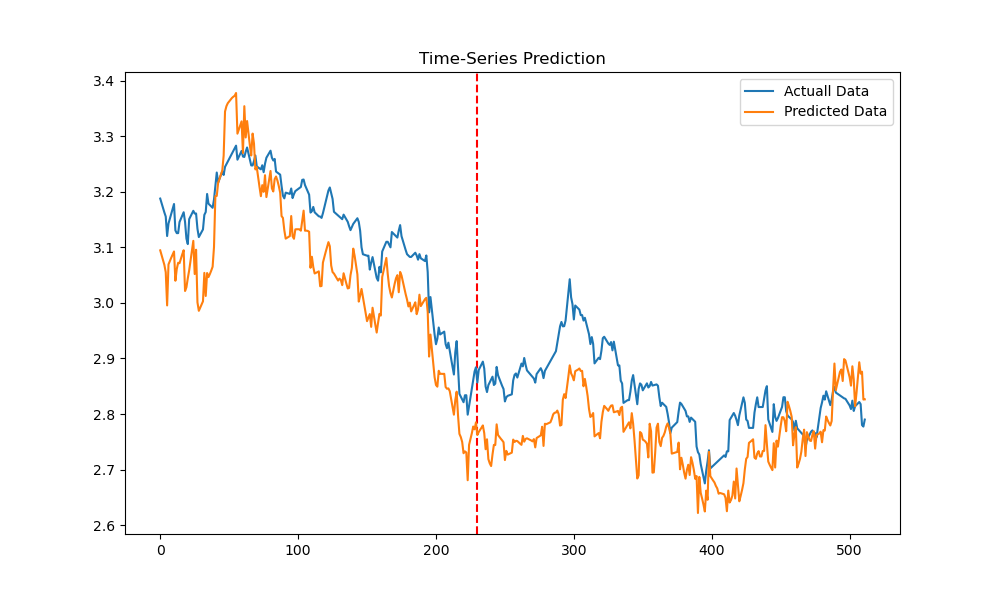 Time-Series Prediction
Actuall Data
Predicted Data
3.4
3.3
3.2
3.1
3.0
2.9
2.8
2.7
2.6
0 100 200 300 400 500